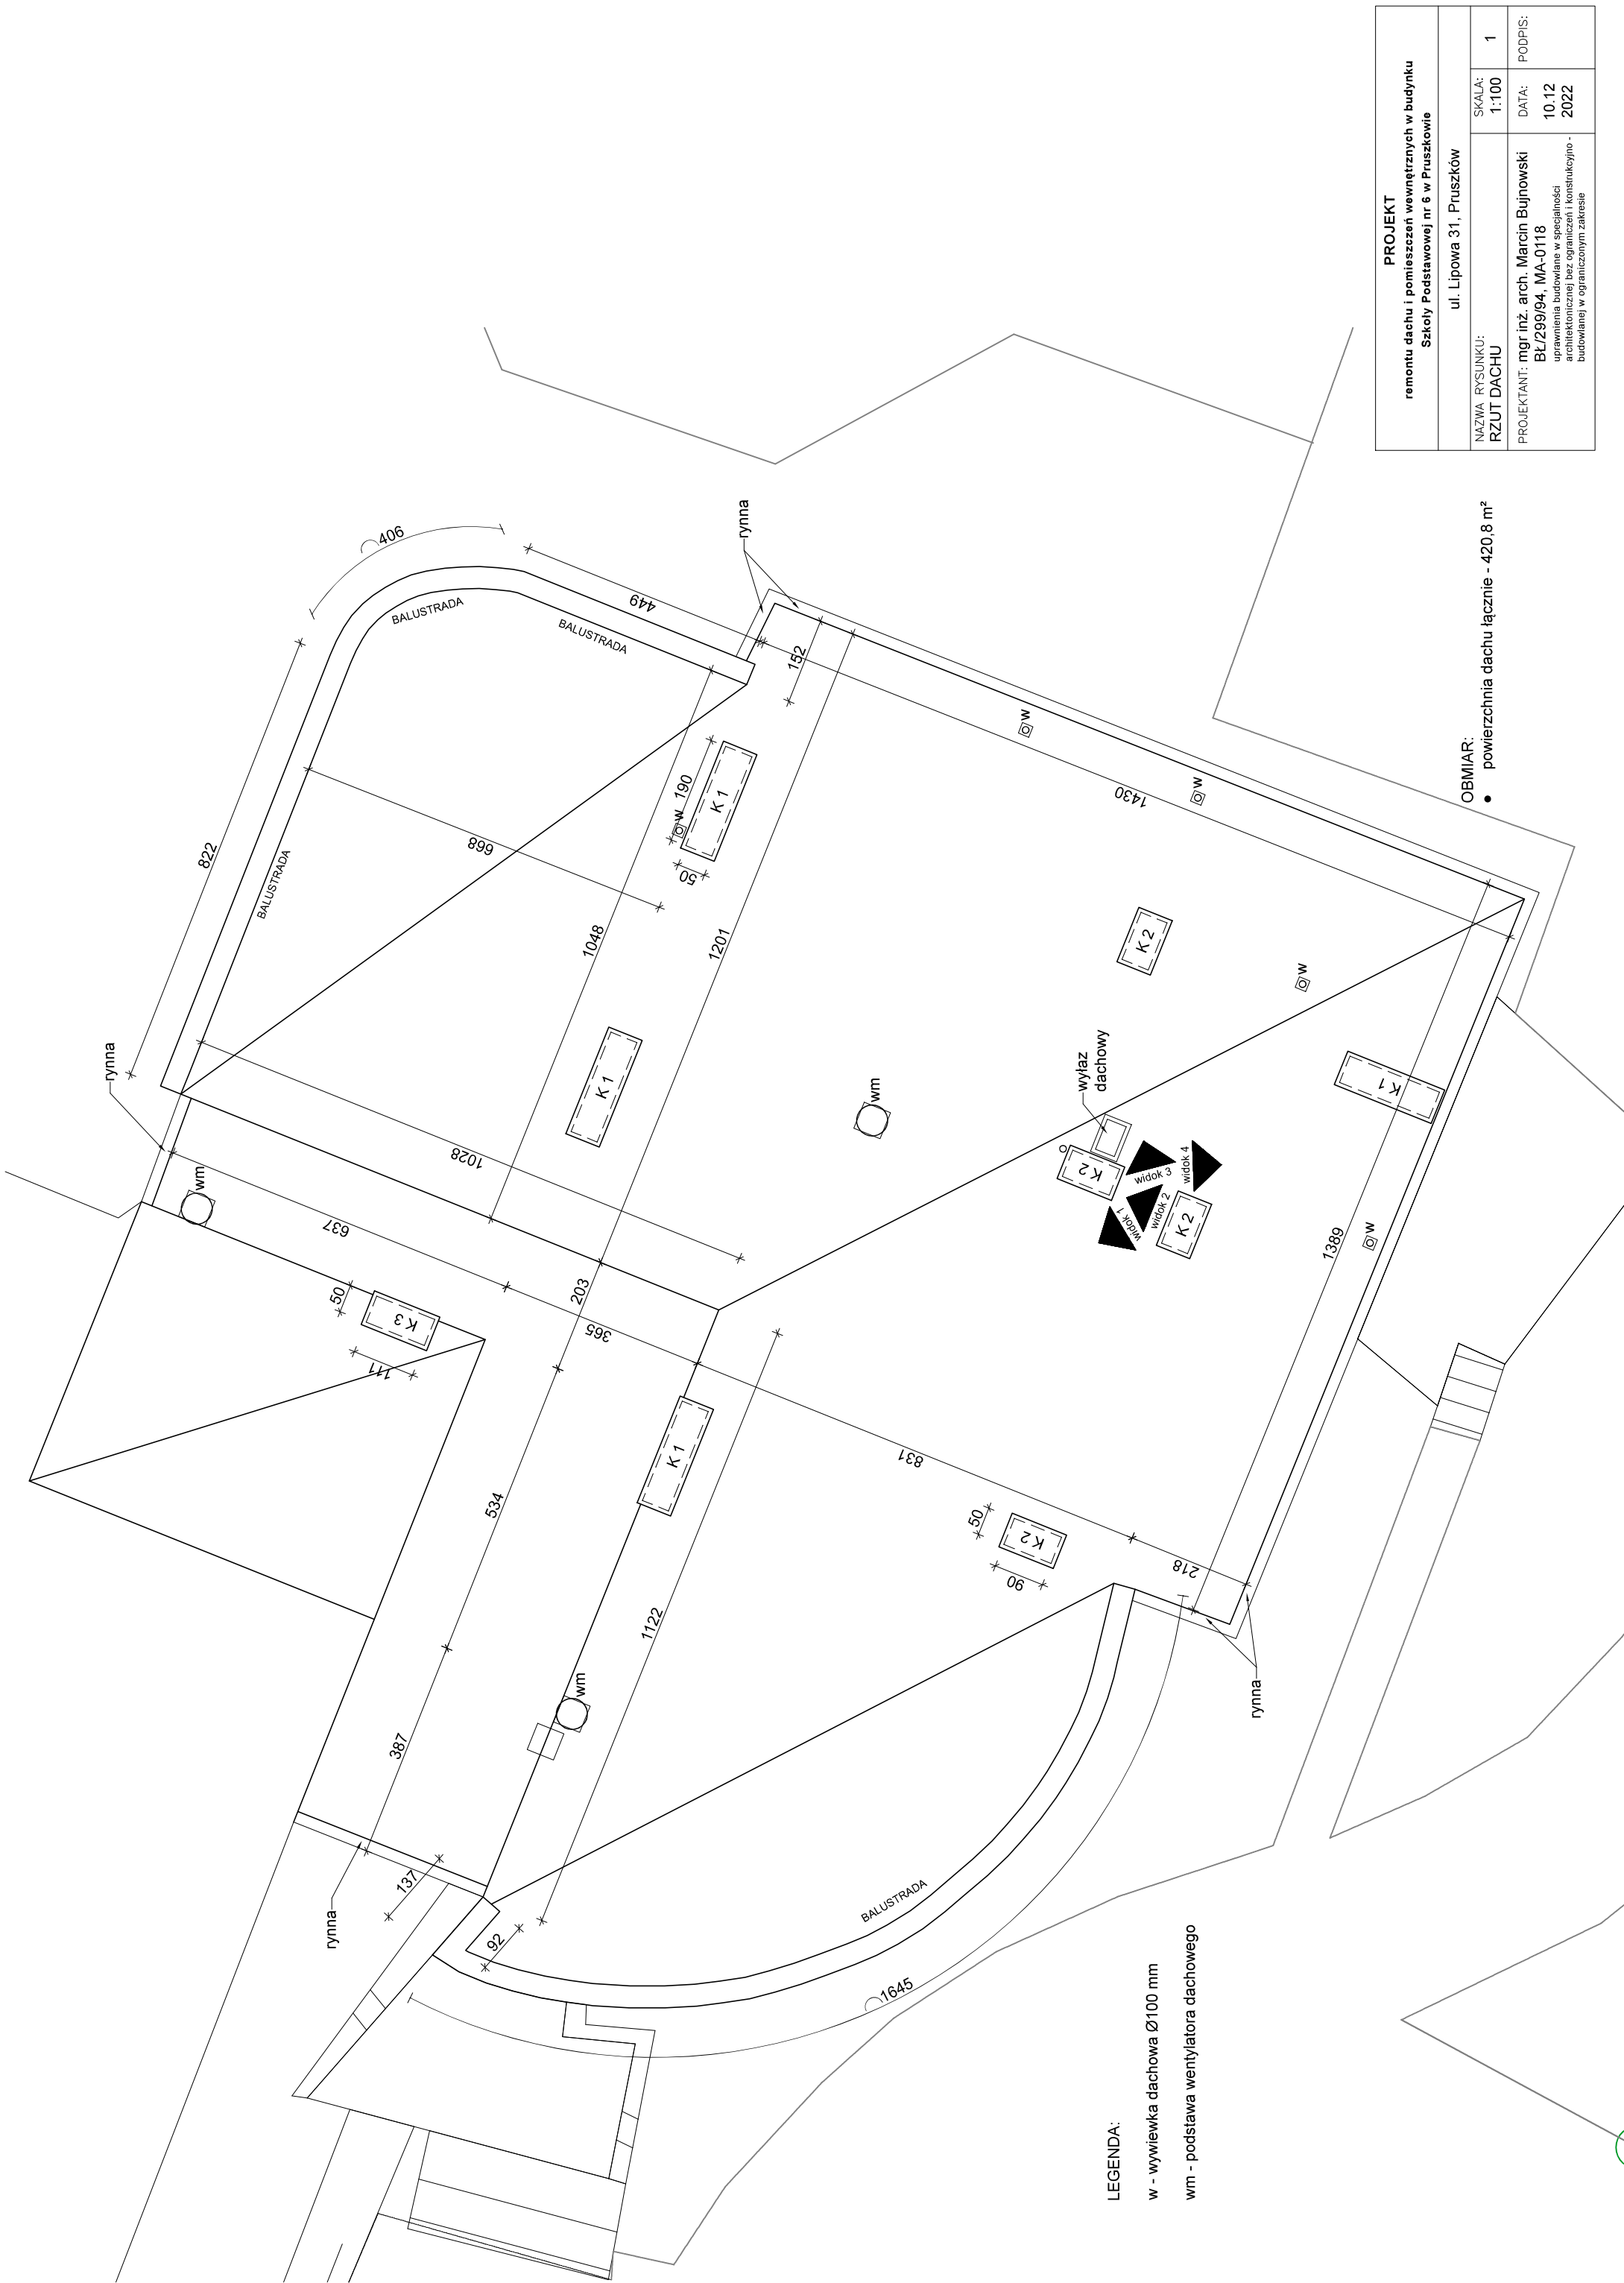 PROJEKT
remontu dachu i pomieszczeń wewnętrznych w budynku
Szkoły Podstawowej nr 6 w Pruszkowie
ul. Lipowa 31, Pruszków
NAZWA RYSUNKU:
RZUT DACHU
SKALA:
1:100
1
PROJEKTANT: mgr inż. arch. Marcin Bujnowski
BŁ/299/94, MA-0118
uprawnienia budowlane w specjalności
architektonicznej bez ograniczeń i konstrukcyjno -
budowlanej w ograniczonym zakresie
DATA:
10.12
2022
PODPIS:
OBMIAR:
• powierzchnia dachu łącznie - 420,8 m²
LEGENDA:
w - wywiewka dachowa Ø100 mm
wm - podstawa wentylatora dachowego
406
449
rynna
152
BALUSTRADA
BALUSTRADA
BALUSTRADA
822
668
190
w
K 1
50
1048
1201
1430
w
w
w
w
K 2
rynna
wm
637
1028
K 1
wm
wyłaz
dachowy
K 2
widok 3
widok 4
widok 1
widok 2
K 2
K 1
1389
50
K 3
111
203
365
K 1
534
831
50
K 2
90
218
1122
wm
387
rynna
137
92
BALUSTRADA
1645
rynna